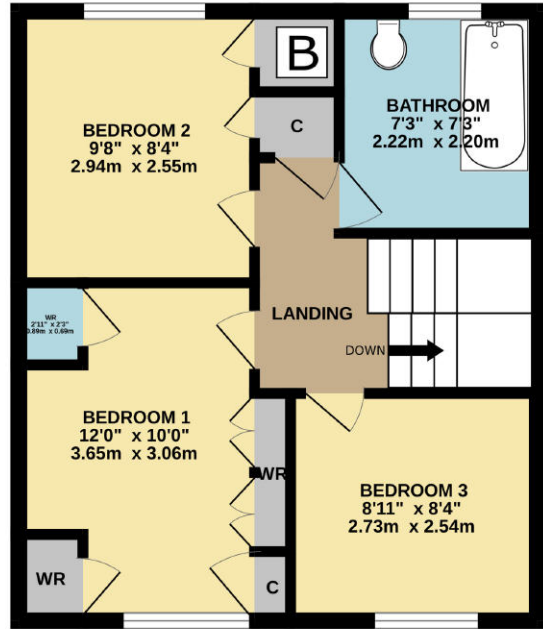 B
BEDROOM 2
9'8" x 8'4"
2.94m x 2.55m
C
BATHROOM
7'3" x 7'3"
2.22m x 2.20m
WR
2'11" x 2'3"
0.89m x 0.69m
LANDING
DOWN
BEDROOM 1
12'0" x 10'0"
3.65m x 3.06m
WR
BEDROOM 3
8'11" x 8'4"
2.73m x 2.54m
WR
C